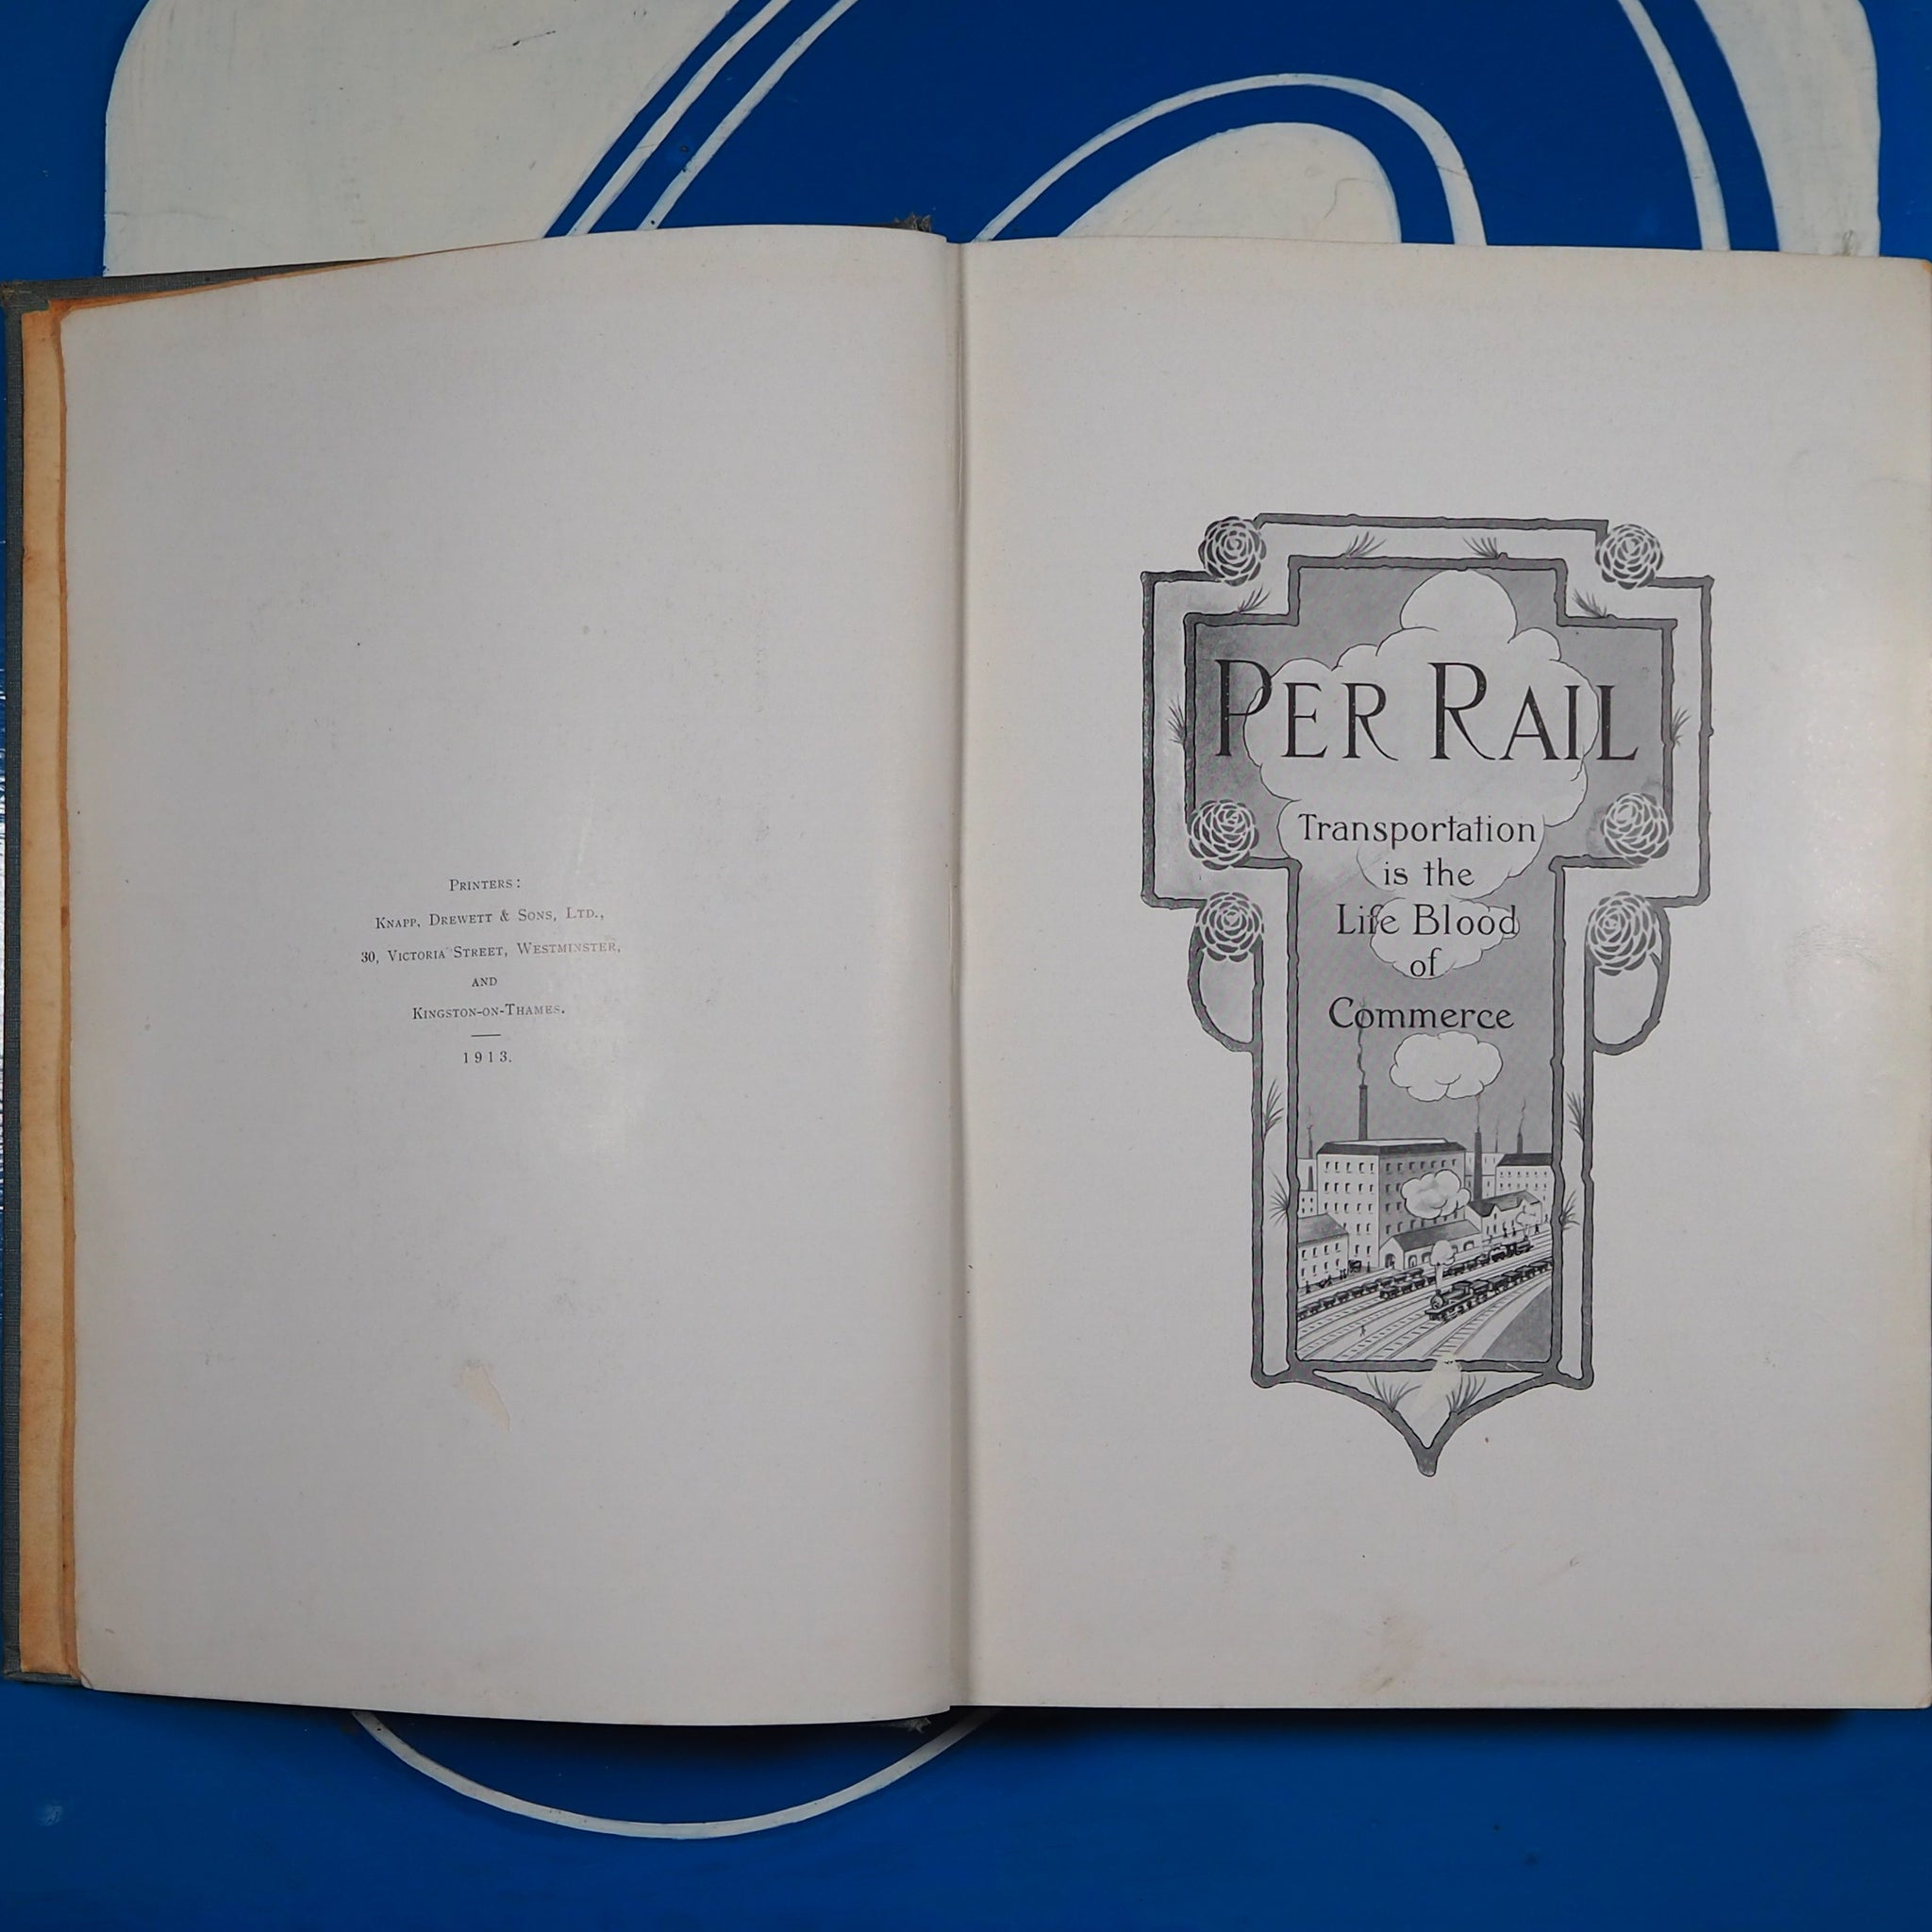 Printers:
Knapp, Drewett & Sons, Ltd.,
30, Victoria Street, Westminster,
and
Kingston-on-Thames.
1913.
Per Rail
Transportation
is the
Life Blood
of
Commerce